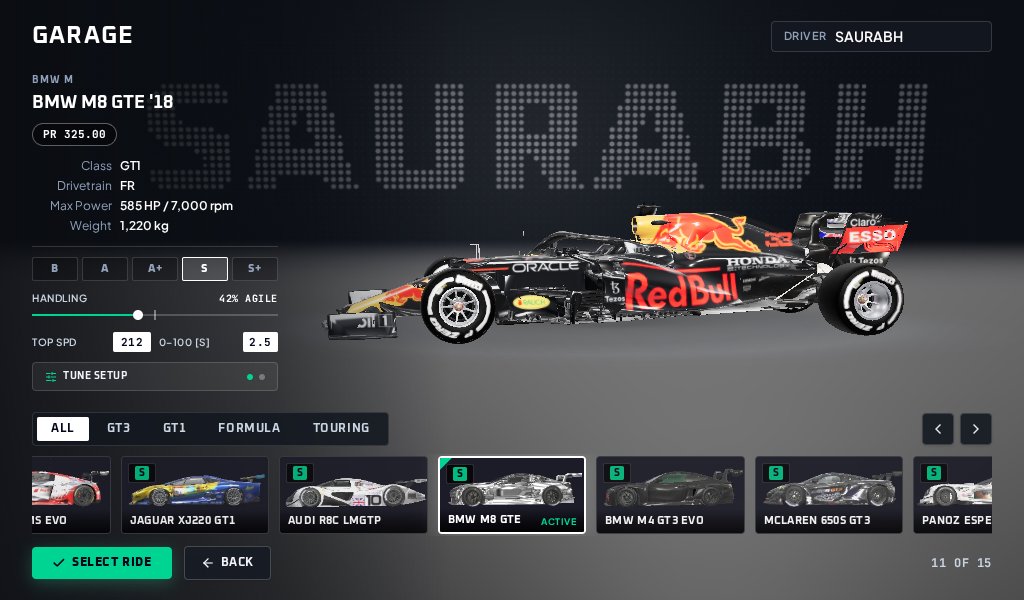 GARAGE
DRIVER SAURABH
SAURABH
BMW M
BMW M8 GTE '18
PR 325.00
Class GT1
Drivetrain FR
Max Power 585 HP / 7,000 rpm
Weight 1,220 kg
B A A+ S S+
HANDLING 42% AGILE
TOP SPD 212 0–100 [S] 2.5
TUNE SETUP
Claro
33
ESSO
HONDA
Tezos
ORACLE
Tezos
Red Bull
ALL GT3 GT1 FORMULA TOURING
S S S S S S
MS EVO
JAGUAR XJ220 GT1
AUDI R8C LMGTP
BMW M8 GTE ACTIVE
BMW M4 GT3 EVO
MCLAREN 650S GT3
PANOZ ESPE
SELECT RIDE
BACK
11 OF 15